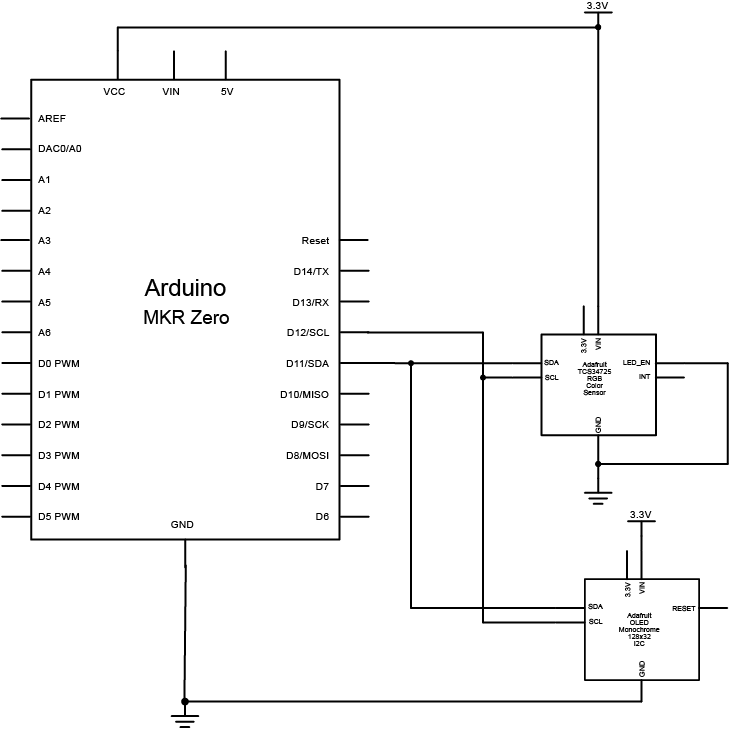 3.3V
VCC
VIN
5V
AREF
DAC0/A0
A1
A2
A3
A4
A5
A6
D0 PWM
D1 PWM
D2 PWM
D3 PWM
D4 PWM
D5 PWM
Arduino
MKR Zero
Reset
D14/TX
D13/RX
D12/SCL
D11/SDA
D10/MISO
D9/SCK
D8/MOSI
D7
D6
GND
3.3V
VIN
SDA
SCL
Adafruit
TCS34725
RGB
Color
Sensor
LED_EN
INT
GND
3.3V
3.3V
VIN
SDA
SCL
Adafruit
OLED
Monochrome
128x32
I2C
RESET
GND